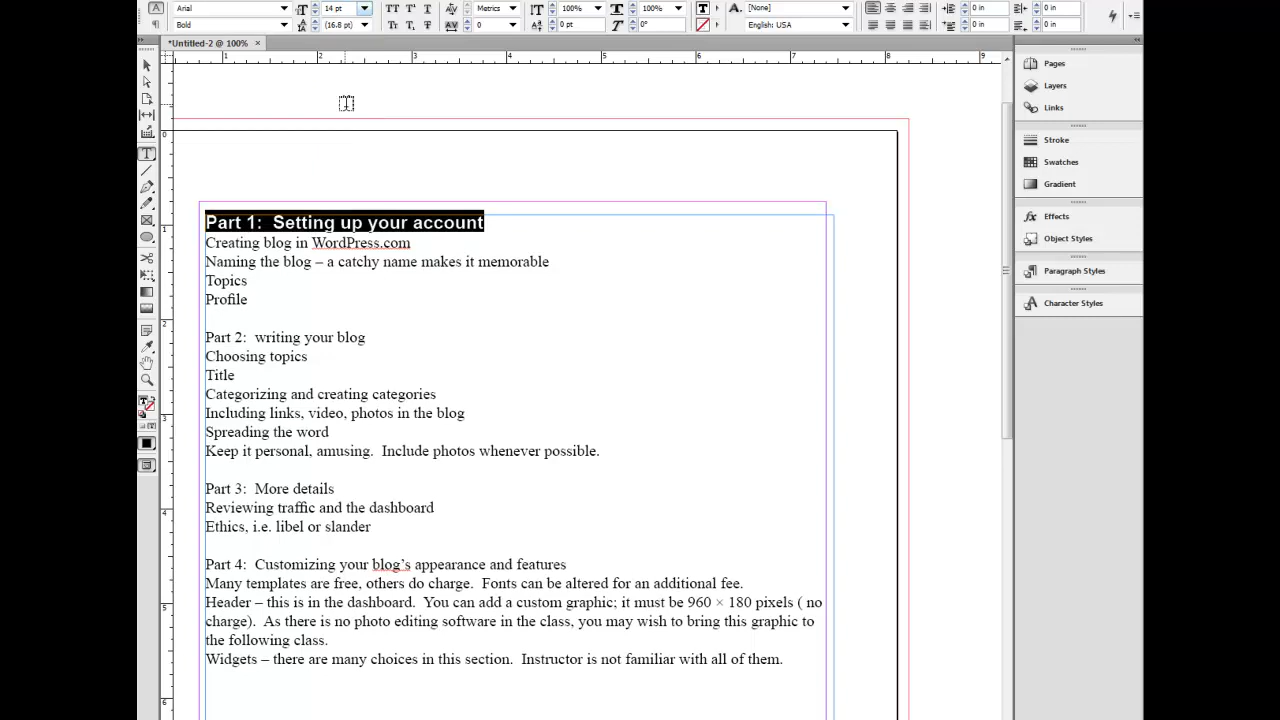 Arial 14 pt TT T¹ T Metrics 100% 100% A. [None] 0 in 0 in
Bold (16.8 pt) Tr T, T 0 0 pt 0° English: USA 0 in 0 in
*Untitled-2 @ 100% ×
1 2 3 4 5 6 7 8 9
0
1
2
3
4
5
6
Part 1: Setting up your account
Creating blog in WordPress.com
Naming the blog – a catchy name makes it memorable
Topics
Profile
Part 2: writing your blog
Choosing topics
Title
Categorizing and creating categories
Including links, video, photos in the blog
Spreading the word
Keep it personal, amusing. Include photos whenever possible.
Part 3: More details
Reviewing traffic and the dashboard
Ethics, i.e. libel or slander
Part 4: Customizing your blog's appearance and features
Many templates are free, others do charge. Fonts can be altered for an additional fee.
Header – this is in the dashboard. You can add a custom graphic; it must be 960 × 180 pixels ( no
charge). As there is no photo editing software in the class, you may wish to bring this graphic to
the following class.
Widgets – there are many choices in this section. Instructor is not familiar with all of them.
Pages
Layers
Links
Stroke
Swatches
Gradient
Effects
Object Styles
Paragraph Styles
Character Styles